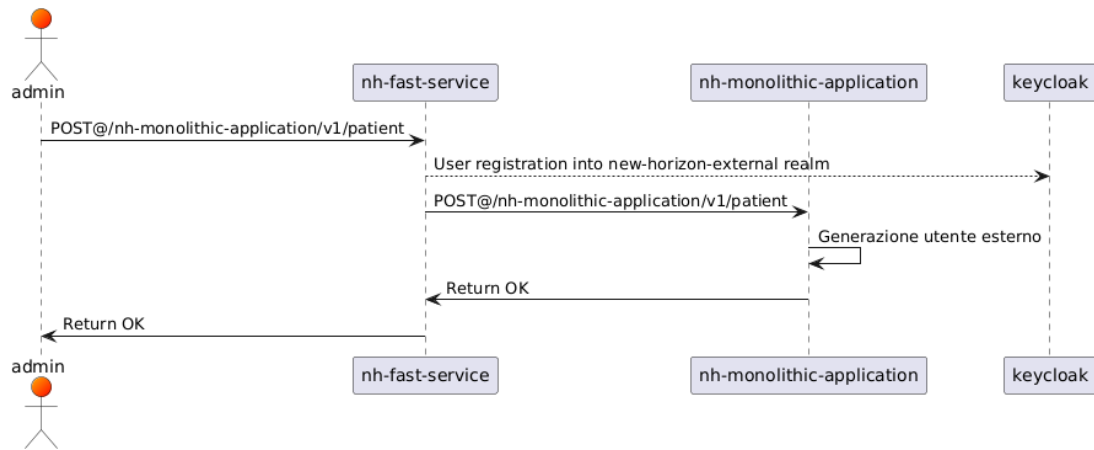 admin
nh-fast-service
nh-monolithic-application
keycloak
POST@/nh-monolithic-application/v1/patient
User registration into new-horizon-external realm
POST@/nh-monolithic-application/v1/patient
Generazione utente esterno
Return OK
Return OK
admin
nh-fast-service
nh-monolithic-application
keycloak